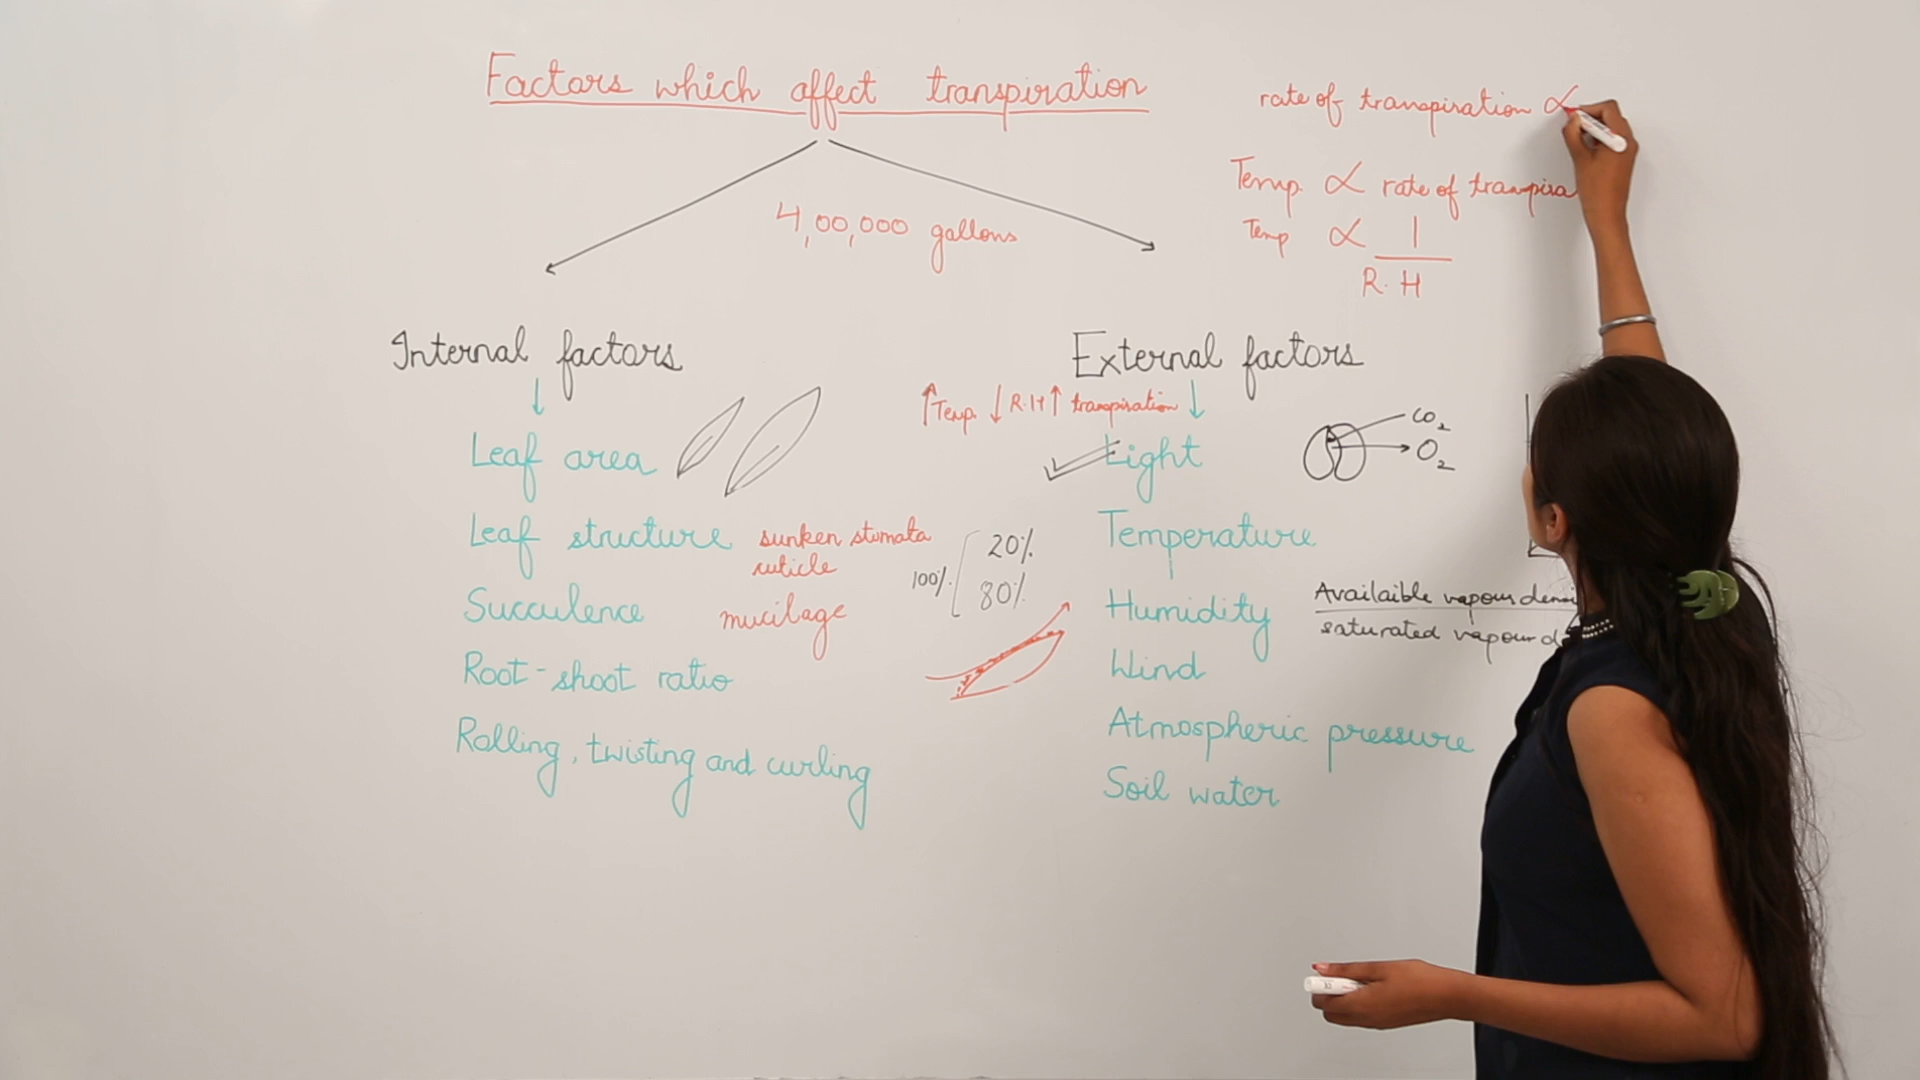 Factors which affect transpiration
rate of transpiration ∝
Temp. ∝ rate of transpira
4,00,000 gallons
Temp ∝ 1
R.H
Internal factors
External factors
↓
↑Temp. ↓R.H↑ transpiration ↓
Leaf area
Light
CO2
O2
Leaf structure
sunken stomata
cuticle
100%
20%
80%
Temperature
Succulence
mucilage
Humidity
Availaible vapour densi
saturated vapour d
Root-shoot ratio
Wind
Rolling, twisting and curling
Atmospheric pressure
Soil water